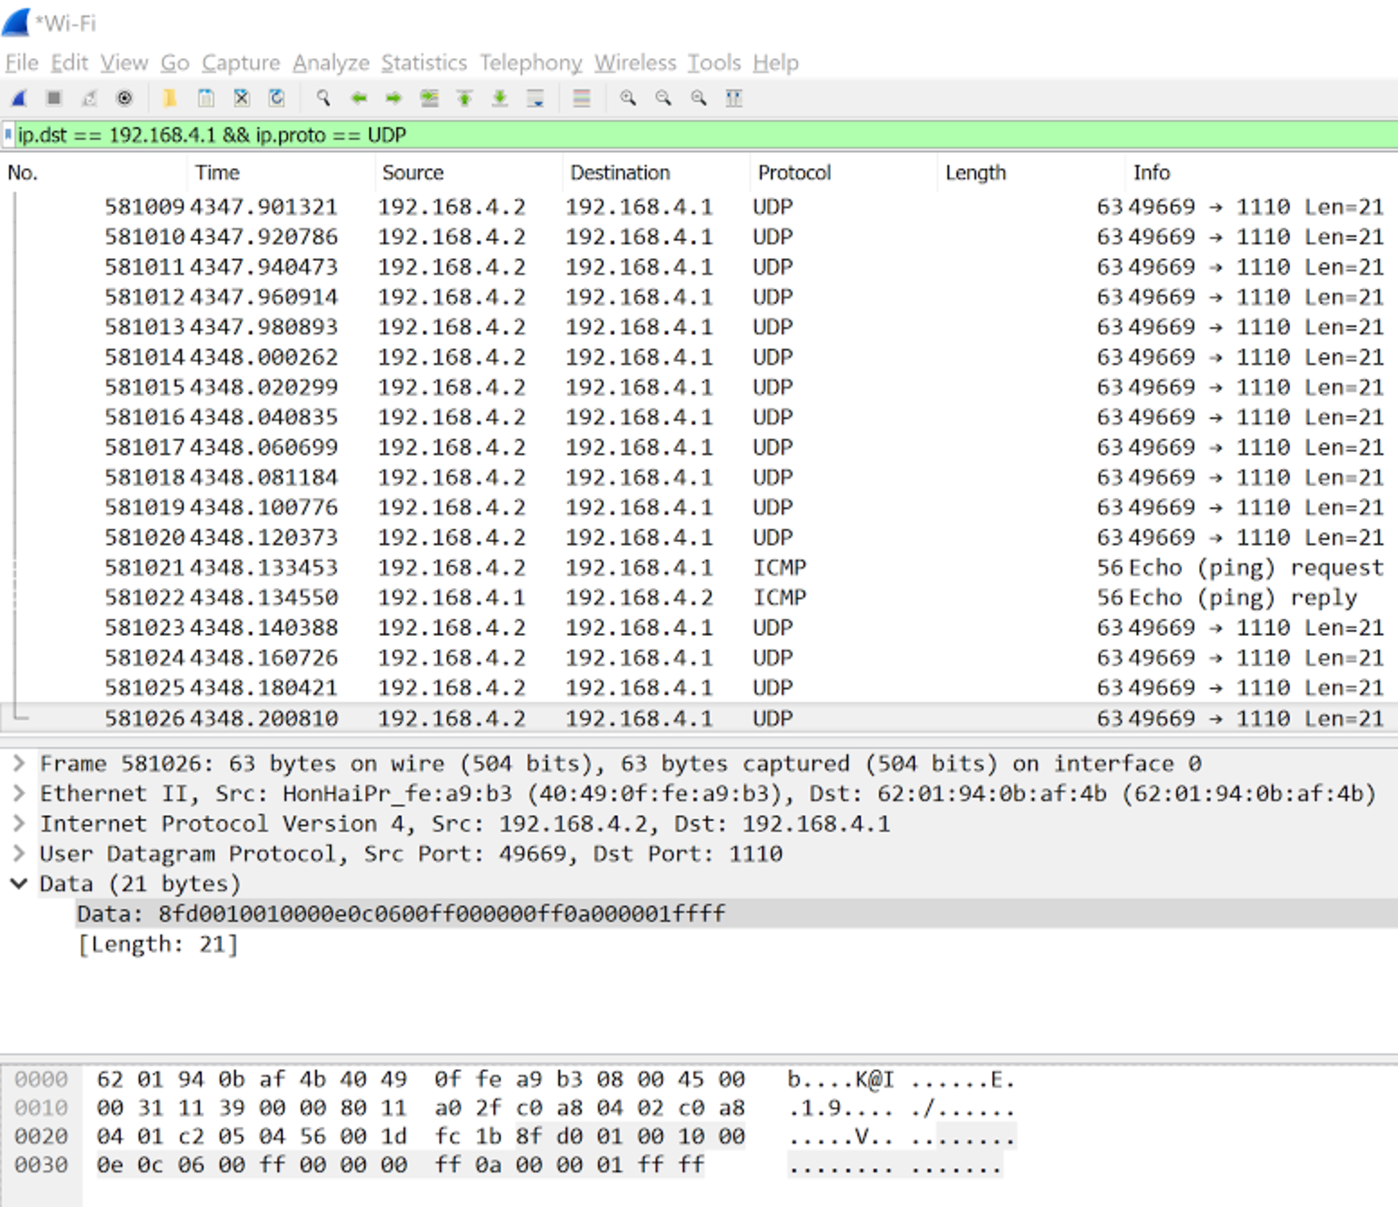 *Wi-Fi
File Edit View Go Capture Analyze Statistics Telephony Wireless Tools Help
ip.dst == 192.168.4.1 && ip.proto == UDP
No. Time Source Destination Protocol Length Info
581009 4347.901321 192.168.4.2 192.168.4.1 UDP 63 49669 → 1110 Len=21
581010 4347.920786 192.168.4.2 192.168.4.1 UDP 63 49669 → 1110 Len=21
581011 4347.940473 192.168.4.2 192.168.4.1 UDP 63 49669 → 1110 Len=21
581012 4347.960914 192.168.4.2 192.168.4.1 UDP 63 49669 → 1110 Len=21
581013 4347.980893 192.168.4.2 192.168.4.1 UDP 63 49669 → 1110 Len=21
581014 4348.000262 192.168.4.2 192.168.4.1 UDP 63 49669 → 1110 Len=21
581015 4348.020299 192.168.4.2 192.168.4.1 UDP 63 49669 → 1110 Len=21
581016 4348.040835 192.168.4.2 192.168.4.1 UDP 63 49669 → 1110 Len=21
581017 4348.060699 192.168.4.2 192.168.4.1 UDP 63 49669 → 1110 Len=21
581018 4348.081184 192.168.4.2 192.168.4.1 UDP 63 49669 → 1110 Len=21
581019 4348.100776 192.168.4.2 192.168.4.1 UDP 63 49669 → 1110 Len=21
581020 4348.120373 192.168.4.2 192.168.4.1 UDP 63 49669 → 1110 Len=21
581021 4348.133453 192.168.4.2 192.168.4.1 ICMP 56 Echo (ping) request
581022 4348.134550 192.168.4.1 192.168.4.2 ICMP 56 Echo (ping) reply
581023 4348.140388 192.168.4.2 192.168.4.1 UDP 63 49669 → 1110 Len=21
581024 4348.160726 192.168.4.2 192.168.4.1 UDP 63 49669 → 1110 Len=21
581025 4348.180421 192.168.4.2 192.168.4.1 UDP 63 49669 → 1110 Len=21
581026 4348.200810 192.168.4.2 192.168.4.1 UDP 63 49669 → 1110 Len=21
Frame 581026: 63 bytes on wire (504 bits), 63 bytes captured (504 bits) on interface 0
Ethernet II, Src: HonHaiPr_fe:a9:b3 (40:49:0f:fe:a9:b3), Dst: 62:01:94:0b:af:4b (62:01:94:0b:af:4b)
Internet Protocol Version 4, Src: 192.168.4.2, Dst: 192.168.4.1
User Datagram Protocol, Src Port: 49669, Dst Port: 1110
Data (21 bytes)
Data: 8fd0010010000e0c0600ff000000ff0a000001ffff
[Length: 21]
0000 62 01 94 0b af 4b 40 49 0f fe a9 b3 08 00 45 00 b....K@I ......E.
0010 00 31 11 39 00 00 80 11 a0 2f c0 a8 04 02 c0 a8 .1.9.... ./......
0020 04 01 c2 05 04 56 00 1d fc 1b 8f d0 01 00 10 00 .....V.. ........
0030 0e 0c 06 00 ff 00 00 00 ff 0a 00 00 01 ff ff ........ .......